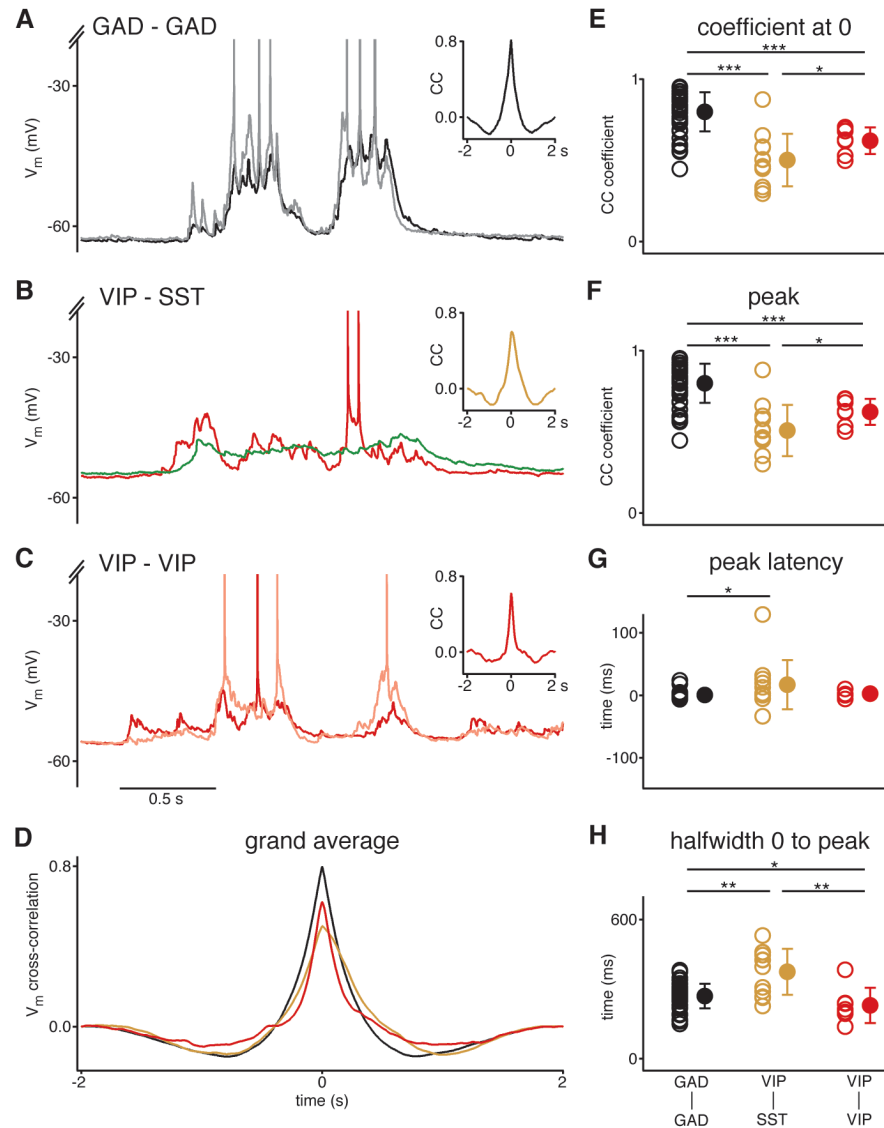 A
GAD - GAD
-30
-60
Vm (mV)
0.8
0.0
CC
-2 0 2 s
B
VIP - SST
-30
-60
Vm (mV)
0.8
0.0
CC
-2 0 2 s
C
VIP - VIP
-30
-60
Vm (mV)
0.8
0.0
CC
-2 0 2 s
0.5 s
D
grand average
0.8
0.0
Vm cross-correlation
-2 0 2
time (s)
E
coefficient at 0
***
*** *
1
1
CC coefficient
F
peak
***
*** *
1
0
CC coefficient
G
peak latency
*
100
0
-100
time (ms)
H
halfwidth 0 to peak
*
** **
600
0
time (ms)
GAD VIP VIP
| | |
GAD SST VIP